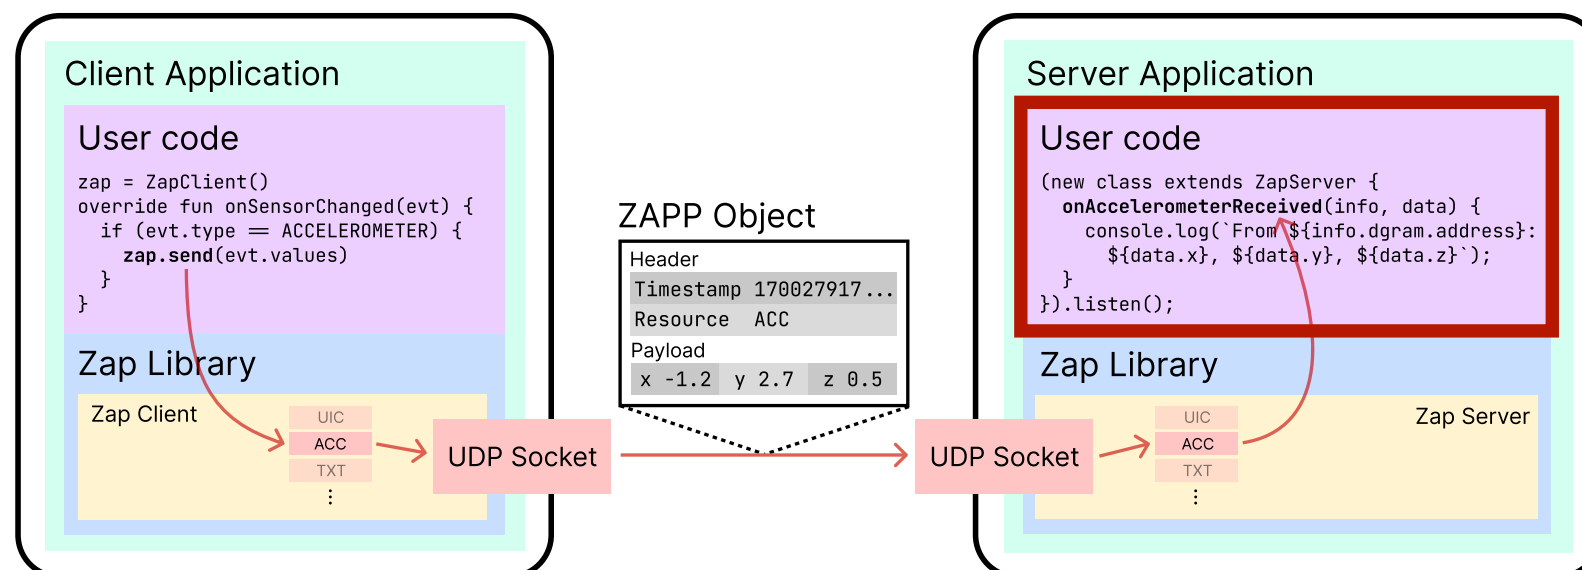 Client Application
User code
zap = ZapClient()
override fun onSensorChanged(evt) {
if (evt.type == ACCELEROMETER) {
zap.send(evt.values)
}
}
Zap Library
Zap Client
UIC
ACC
TXT
⋮
UDP Socket
ZAPP Object
Header
Timestamp 170027917...
Resource ACC
Payload
x -1.2 y 2.7 z 0.5
UDP Socket
Server Application
User code
(new class extends ZapServer {
onAccelerometerReceived(info, data) {
console.log(`From ${info.dgram.address}:
${data.x}, ${data.y}, ${data.z}`);
}
}).listen();
Zap Library
Zap Server
UIC
ACC
TXT
⋮